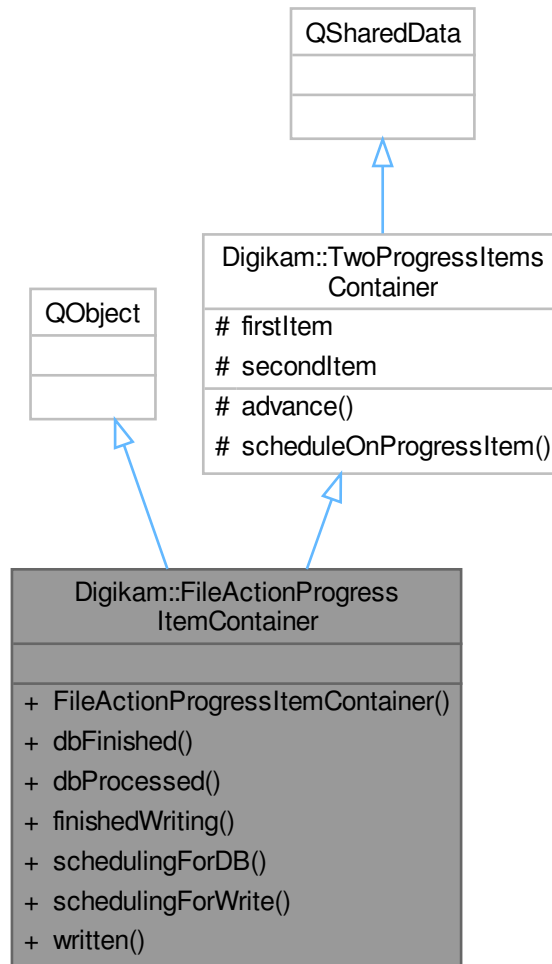 QSharedData
Digikam::TwoProgressItems
Container
# firstItem
# secondItem
# advance()
# scheduleOnProgressItem()
QObject
Digikam::FileActionProgress
ItemContainer
+ FileActionProgressItemContainer()
+ dbFinished()
+ dbProcessed()
+ finishedWriting()
+ schedulingForDB()
+ schedulingForWrite()
+ written()